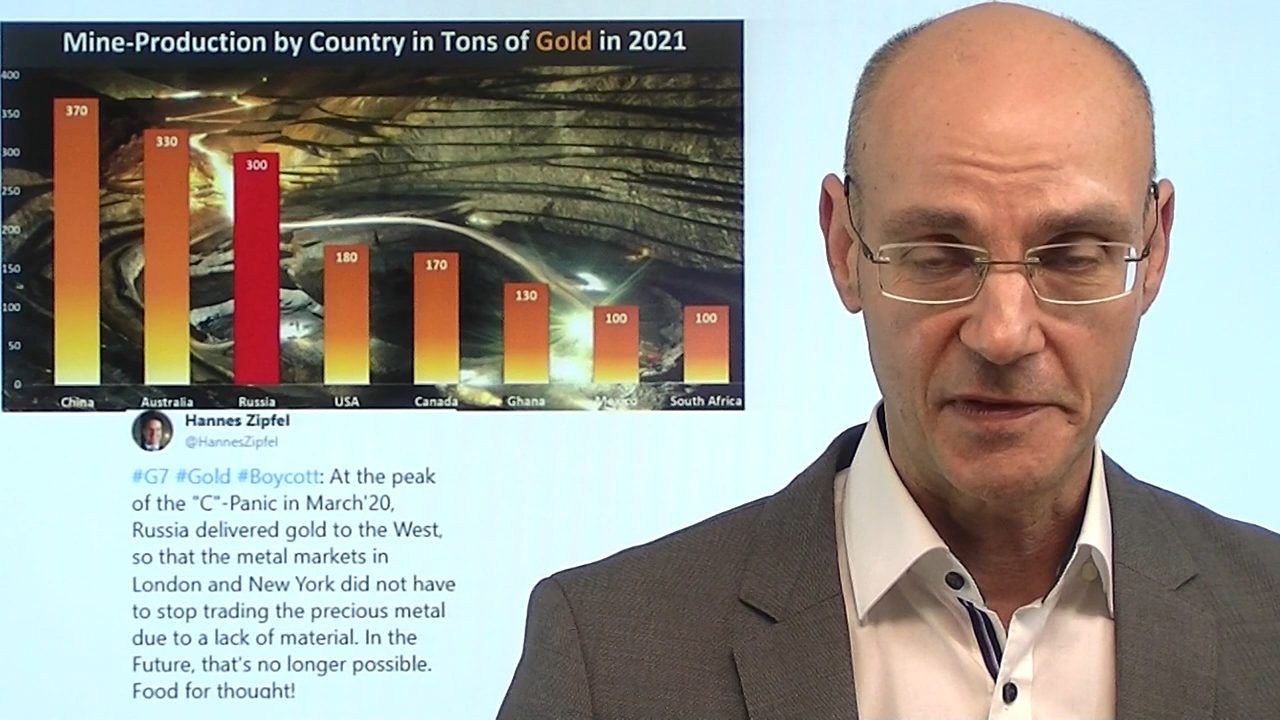 Mine-Production by Country in Tons of Gold in 2021
400
350
300
250
200
150
100
50
0
370
330
300
180
170
130
100
100
China
Australia
Russia
USA
Canada
Ghana
Mexico
South Africa
Hannes Zipfel
@HannesZipfel
#G7 #Gold #Boycott: At the peak
of the "C"-Panic in March'20,
Russia delivered gold to the West,
so that the metal markets in
London and New York did not have
to stop trading the precious metal
due to a lack of material. In the
Future, that's no longer possible.
Food for thought!